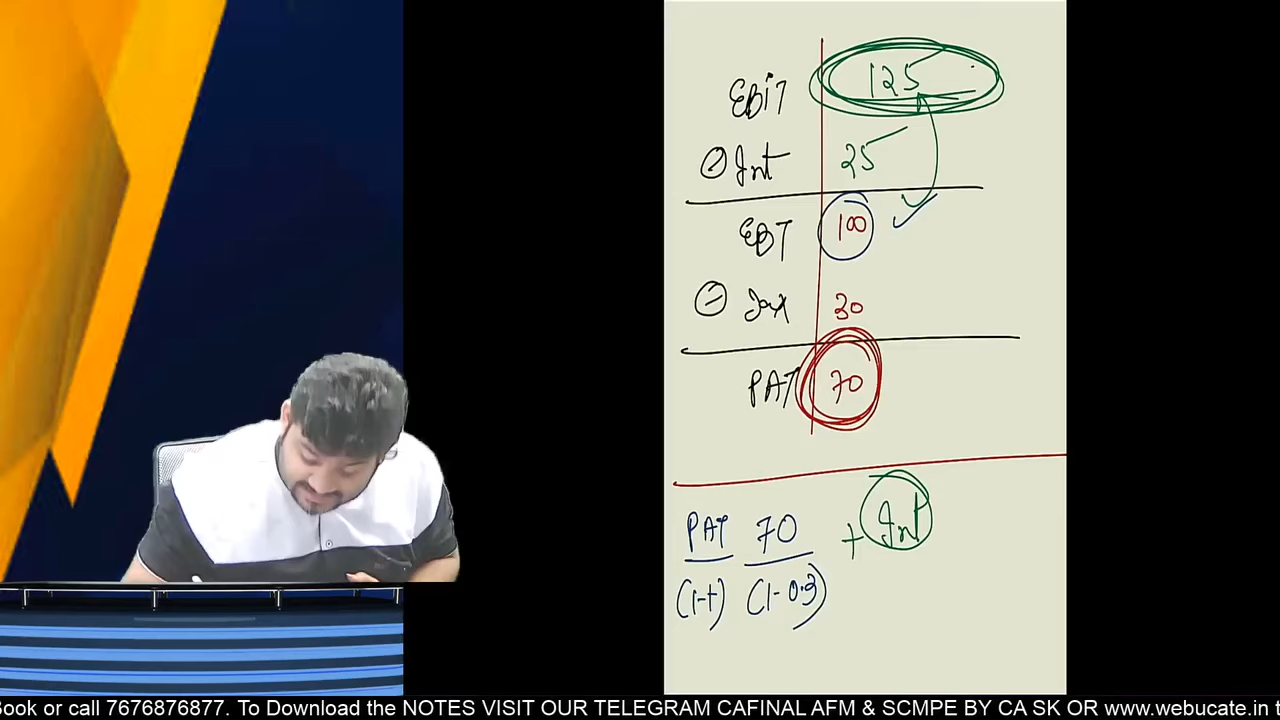 EBIT 125
⊖ Int 25
EBT 100
⊖ Tax 30
PAT 70
PAT 70 + Int
(1-t) (1-0.3)
Book or call 7676876877. To Download the NOTES VISIT OUR TELEGRAM CAFINAL AFM & SCMPE BY CA SK OR www.webucate.in